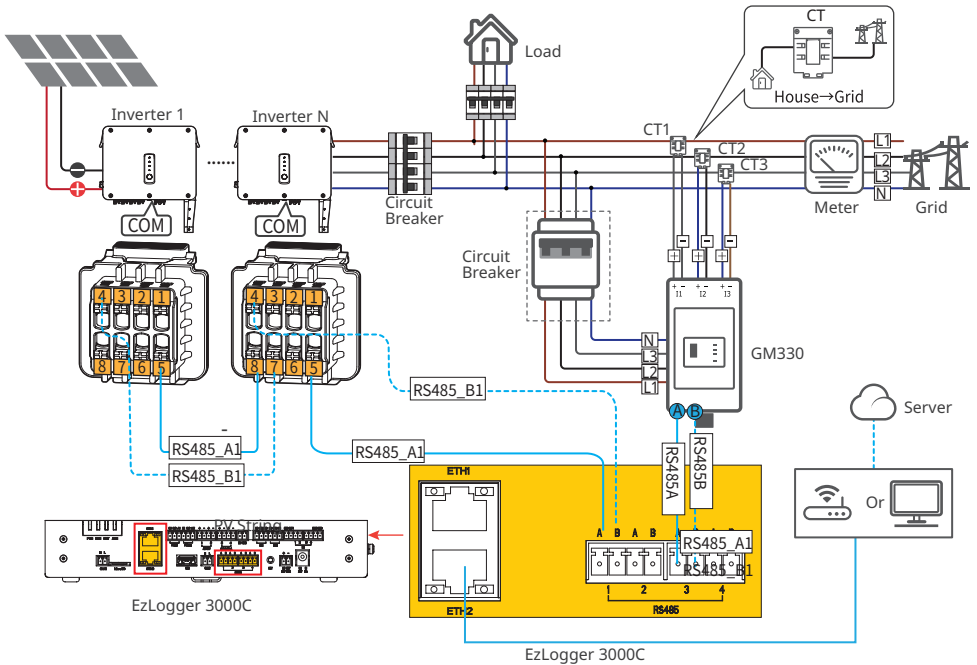 CT
House→Grid
Load
Inverter 1
Inverter N
COM
COM
Circuit
Breaker
CT1
CT2
CT3
L1
L2
L3
N
Meter
Grid
4 3 2 1
8 7 6 5
4 3 2 1
8 7 6 5
Circuit
Breaker
+ - + - + -
I1 I2 I3
N
L3
L2
L1
GM330
A B
RS485_B1
RS485_A1
RS485_B1
RS485_A1
RS485A
RS485B
Server
Or
ETH1
ETH2
A B A B
RS485_A1
RS485_B1
1 2 3 4
RS485
PV String
EzLogger 3000C
EzLogger 3000C